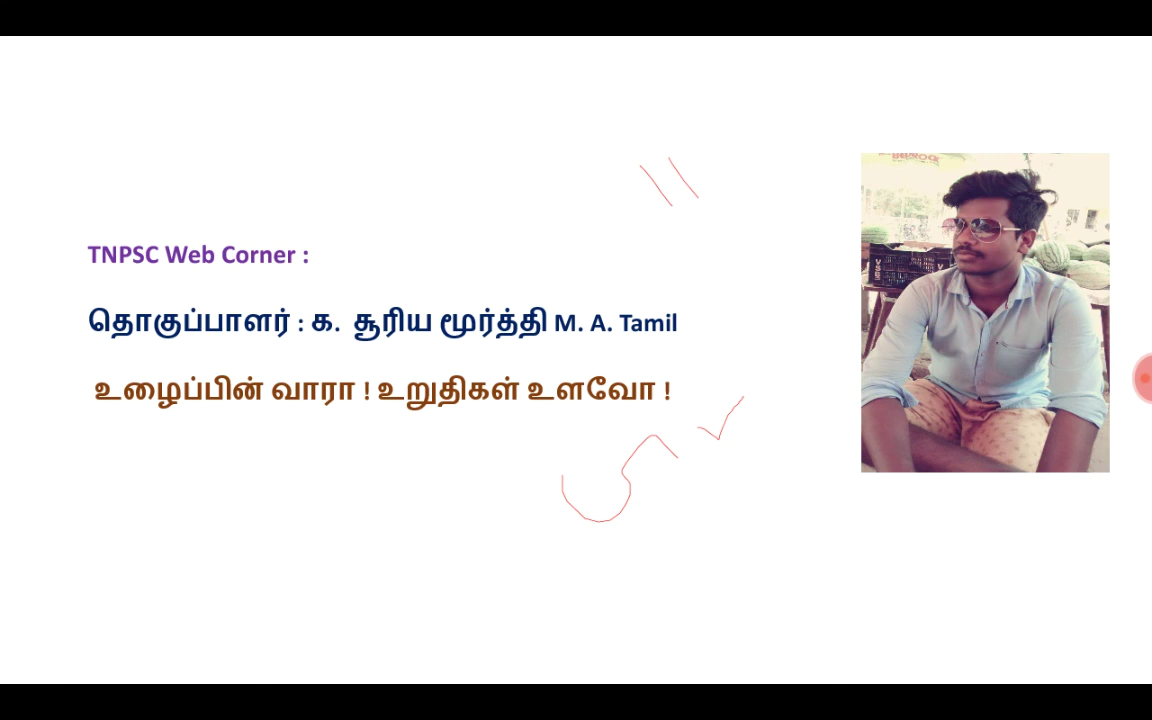 TNPSC Web Corner :
தொகுப்பாளர் : க. சூரிய மூர்த்தி M. A. Tamil
உழைப்பின் வாரா ! உறுதிகள் உளவோ !